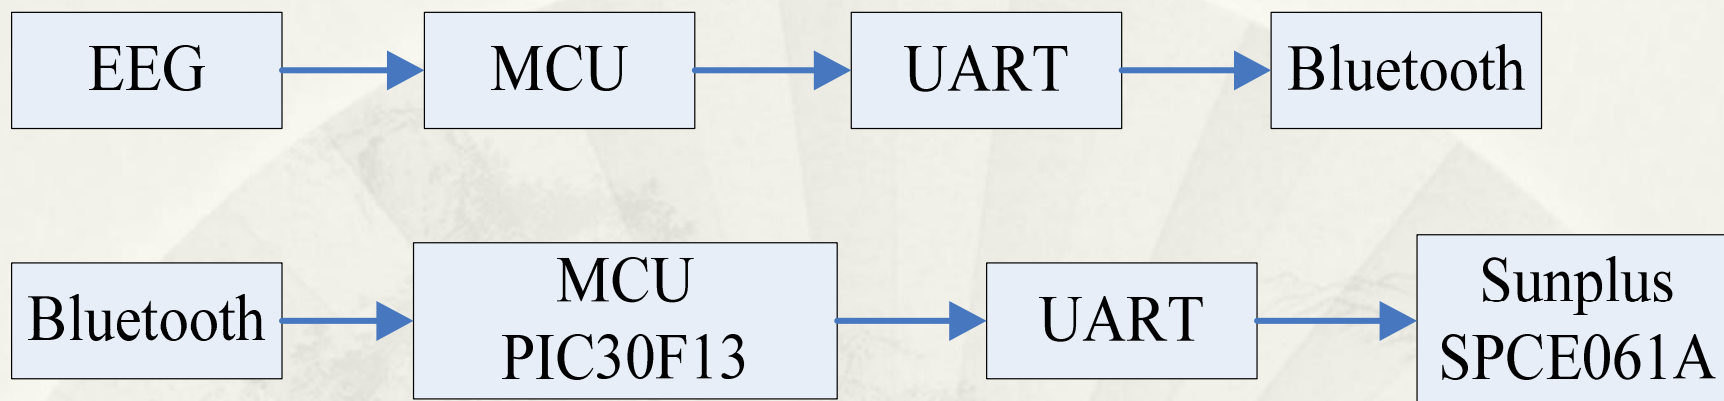 EEG
MCU
UART
Bluetooth
Bluetooth
MCU
PIC30F13
UART
Sunplus
SPCE061A